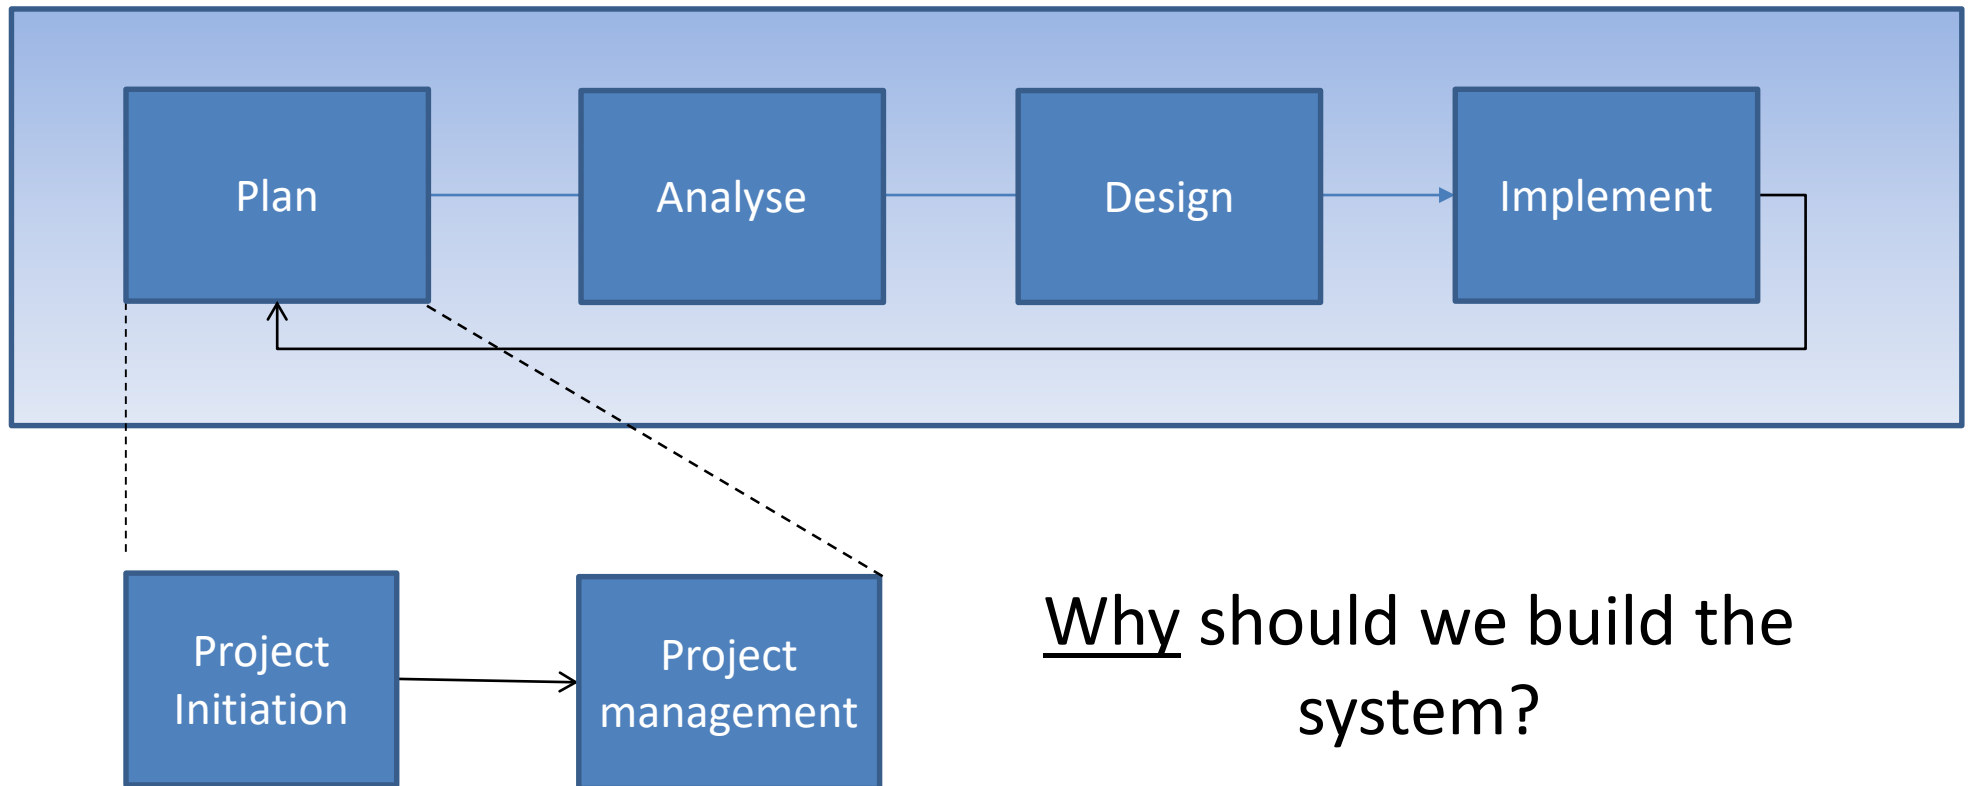 Plan
Analyse
Design
Implement
Project
Initiation
Project
management
Why should we build the
system?